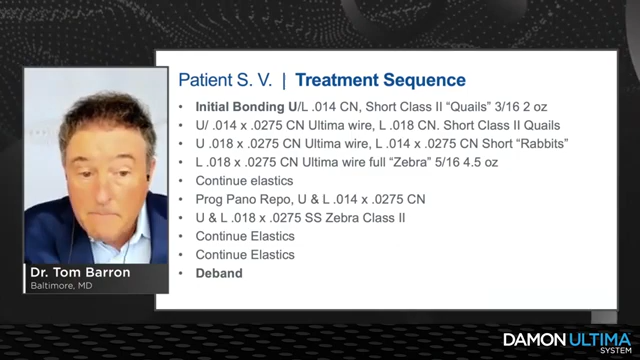 Patient S. V. | Treatment Sequence
• Initial Bonding U/L .014 CN, Short Class II “Quails” 3/16 2 oz
• U/ .014 x .0275 CN Ultima wire, L .018 CN. Short Class II Quails
• U .018 x .0275 CN Ultima wire, L .014 x .0275 CN Short “Rabbits”
• L .018 x .0275 CN Ultima wire full “Zebra” 5/16 4.5 oz
• Continue elastics
• Prog Pano Repo, U & L .014 x .0275 CN
• U & L .018 x .0275 SS Zebra Class II
• Continue Elastics
• Continue Elastics
• Deband
Dr. Tom Barron
Baltimore, MD
DAMON ULTIMA
SYSTEM